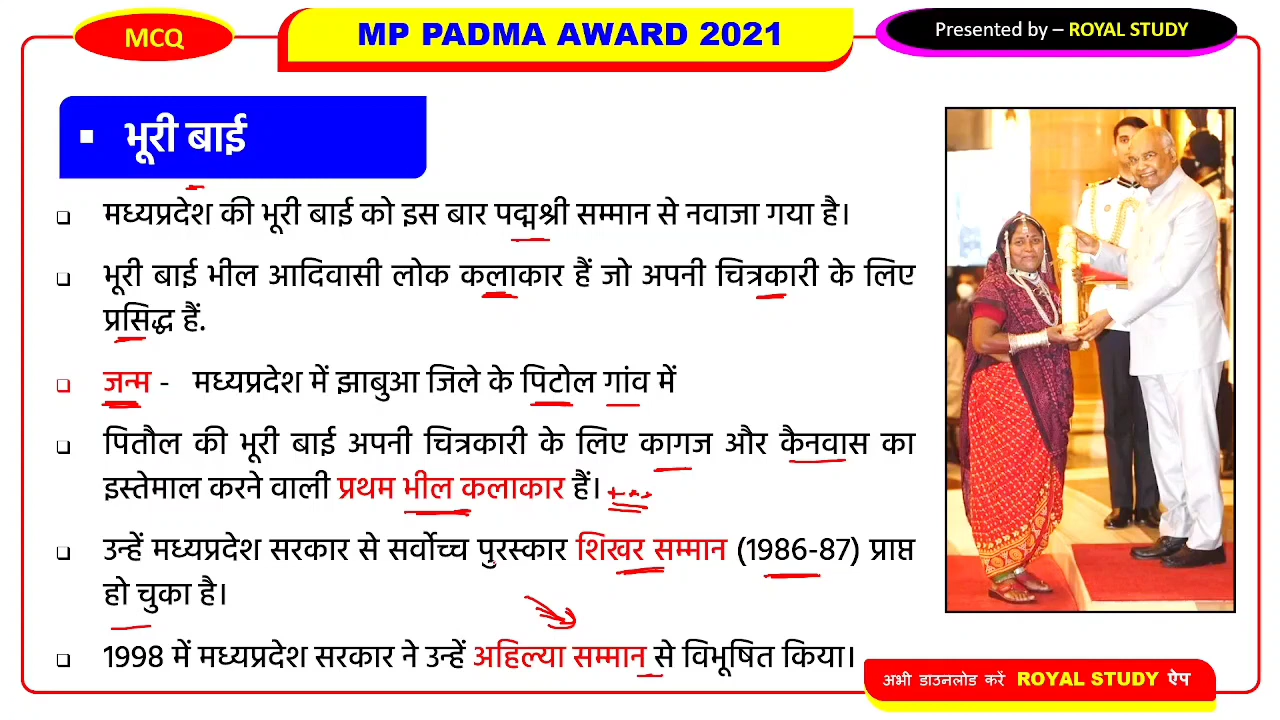 MCQ
MP PADMA AWARD 2021
Presented by – ROYAL STUDY
▪ भूरी बाई
❑ मध्यप्रदेश की भूरी बाई को इस बार पद्मश्री सम्मान से नवाजा गया है।
❑ भूरी बाई भील आदिवासी लोक कलाकार हैं जो अपनी चित्रकारी के लिए
प्रसिद्ध हैं.
❑ जन्म - मध्यप्रदेश में झाबुआ जिले के पिटोल गांव में
❑ पितौल की भूरी बाई अपनी चित्रकारी के लिए कागज और कैनवास का
इस्तेमाल करने वाली प्रथम भील कलाकार हैं।
❑ उन्हें मध्यप्रदेश सरकार से सर्वोच्च पुरस्कार शिखर सम्मान (1986-87) प्राप्त
हो चुका है।
❑ 1998 में मध्यप्रदेश सरकार ने उन्हें अहिल्या सम्मान से विभूषित किया।
अभी डाउनलोड करें ROYAL STUDY ऐप